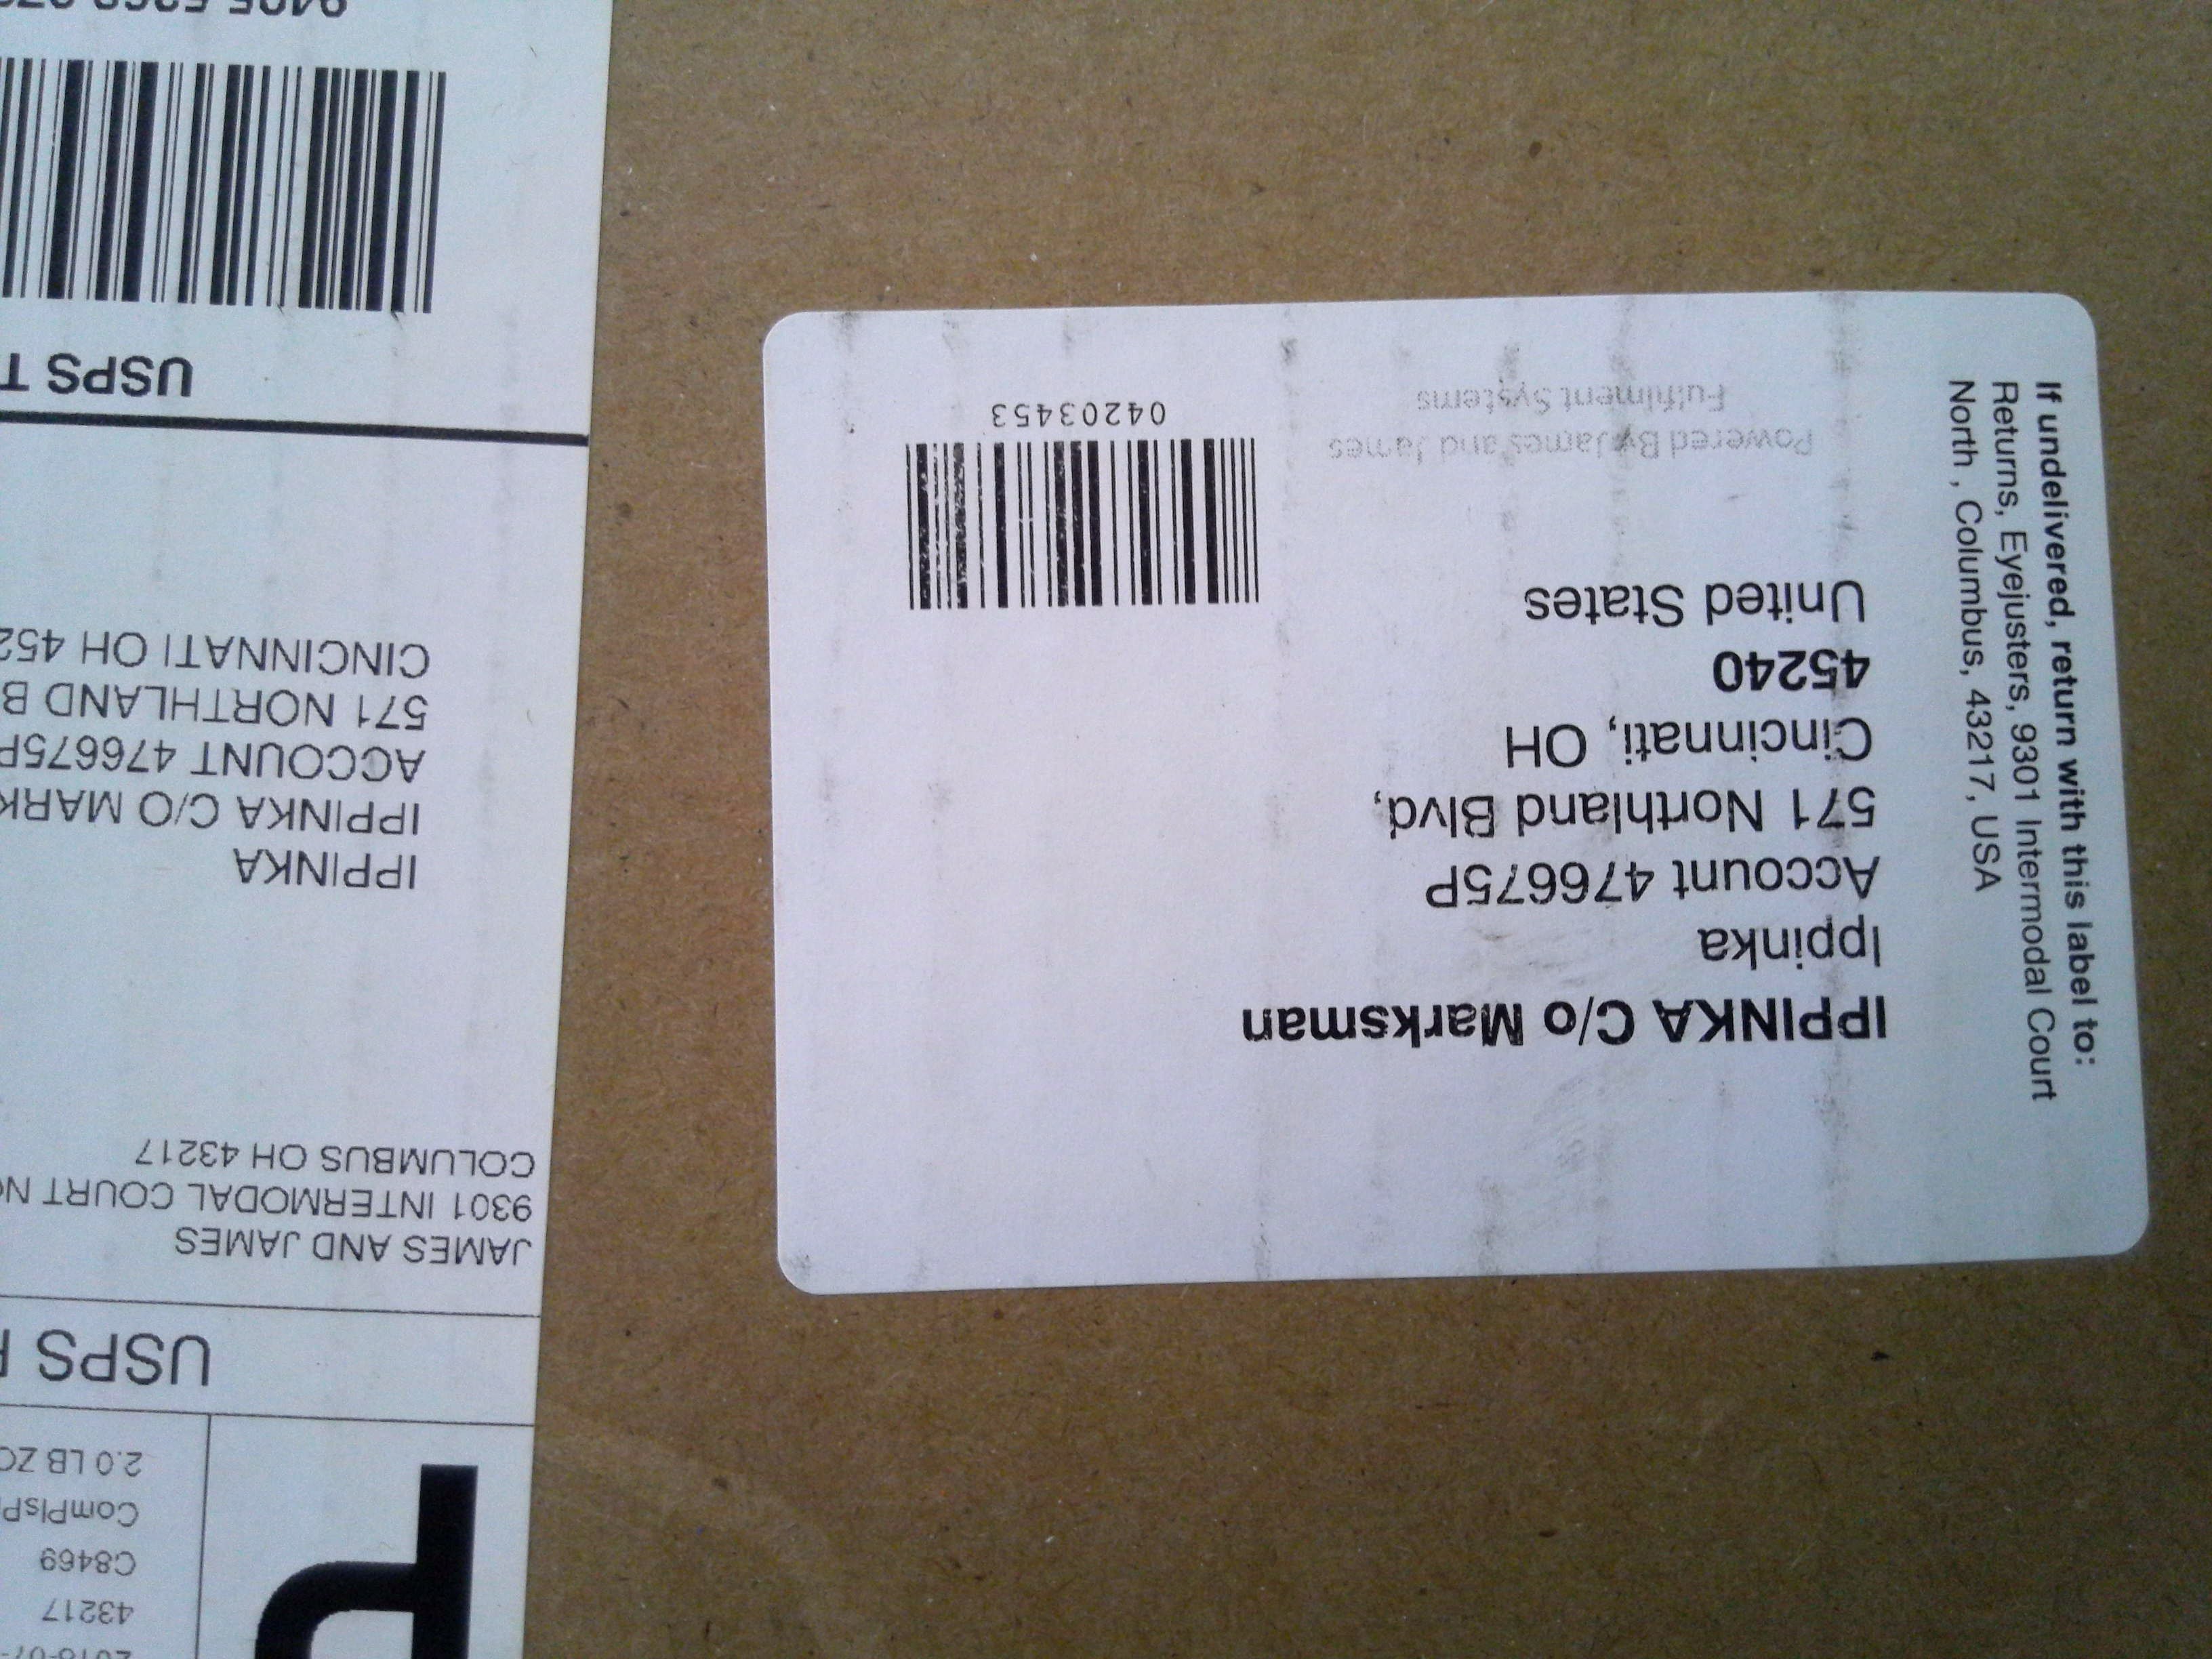 43217
C8469
2.0 LB
USPS
JAMES AND JAMES
9301 INTERMODAL COURT
COLUMBUS OH 43217
IPPINKA
IPPINKA C/O MARK
ACCOUNT 476675P
571 NORTHLAND B
CINCINNATI OH 452
USPS T
IPPINKA C/o Marksman
Ippinka
Account 476675P
571 Northland Blvd,
Cincinnati, OH
45240
United States
Powered By James and James
Fulfilment Systems
04203453
If undelivered, return with this label to:
Returns, Eyejusters, 9301 Intermodal Court
North , Columbus, 43217, USA